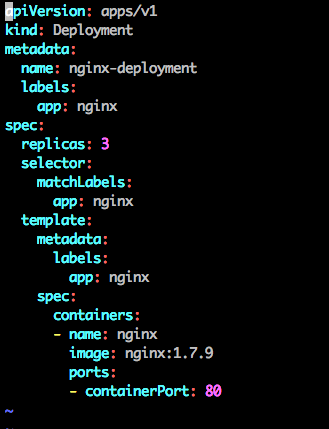 apiVersion: apps/v1
kind: Deployment
metadata:
  name: nginx-deployment
  labels:
    app: nginx
spec:
  replicas: 3
  selector:
    matchLabels:
      app: nginx
  template:
    metadata:
      labels:
        app: nginx
    spec:
      containers:
      - name: nginx
        image: nginx:1.7.9
        ports:
        - containerPort: 80
~